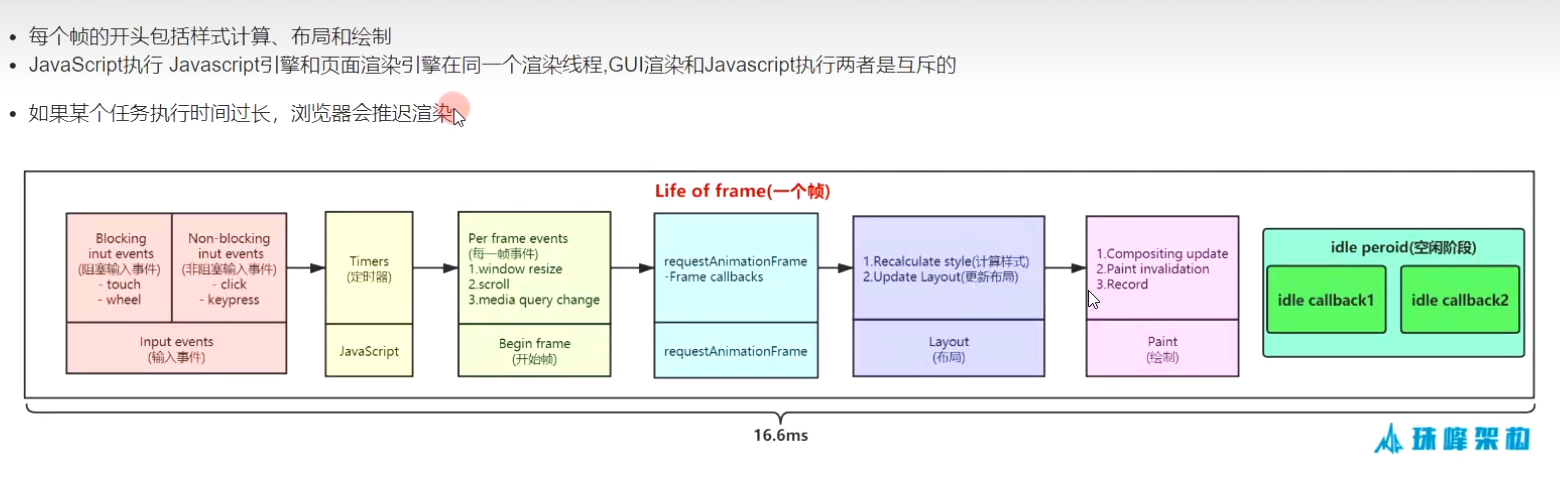 每个帧的开头包括样式计算、布局和绘制
JavaScript执行 Javascript引擎和页面渲染引擎在同一个渲染线程,GUI渲染和Javascript执行两者是互斥的
如果某个任务执行时间过长，浏览器会推迟渲染
Life of frame(一个帧)
Blocking
inut events
(阻塞输入事件)
- touch
- wheel
Non-blocking
inut events
(非阻塞输入事件)
- click
- keypress
Input events
(输入事件)
Timers
(定时器)
JavaScript
Per frame events
(每一帧事件)
1.window resize
2.scroll
3.media query change
Begin frame
(开始帧)
requestAnimationFrame
-Frame callbacks
requestAnimationFrame
1.Recalculate style(计算样式)
2.Update Layout(更新布局)
Layout
(布局)
1.Compositing update
2.Paint invalidation
3.Record
Paint
(绘制)
idle peroid(空闲阶段)
idle callback1
idle callback2
16.6ms
珠峰架构